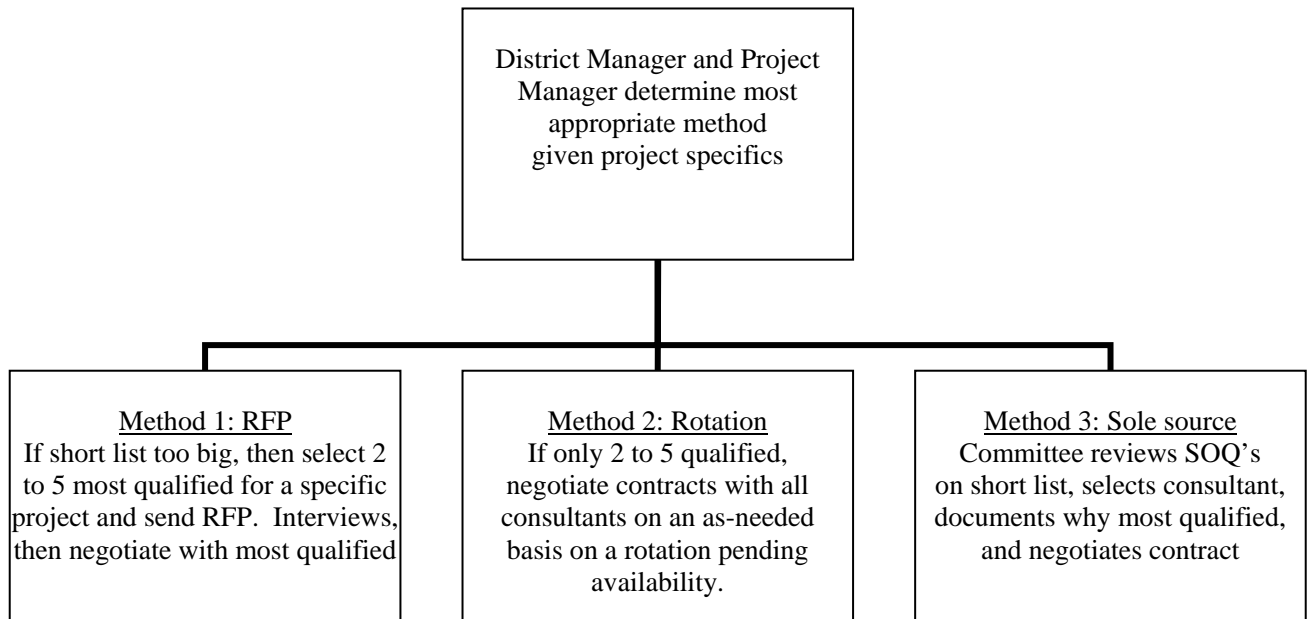 District Manager and Project
Manager determine most
appropriate method
given project specifics
Method 1: RFP
If short list too big, then select 2
to 5 most qualified for a specific
project and send RFP.  Interviews,
then negotiate with most qualified
Method 2: Rotation
If only 2 to 5 qualified,
negotiate contracts with all
consultants on an as-needed
basis on a rotation pending
availability.
Method 3: Sole source
Committee reviews SOQ's
on short list, selects consultant,
documents why most qualified,
and negotiates contract